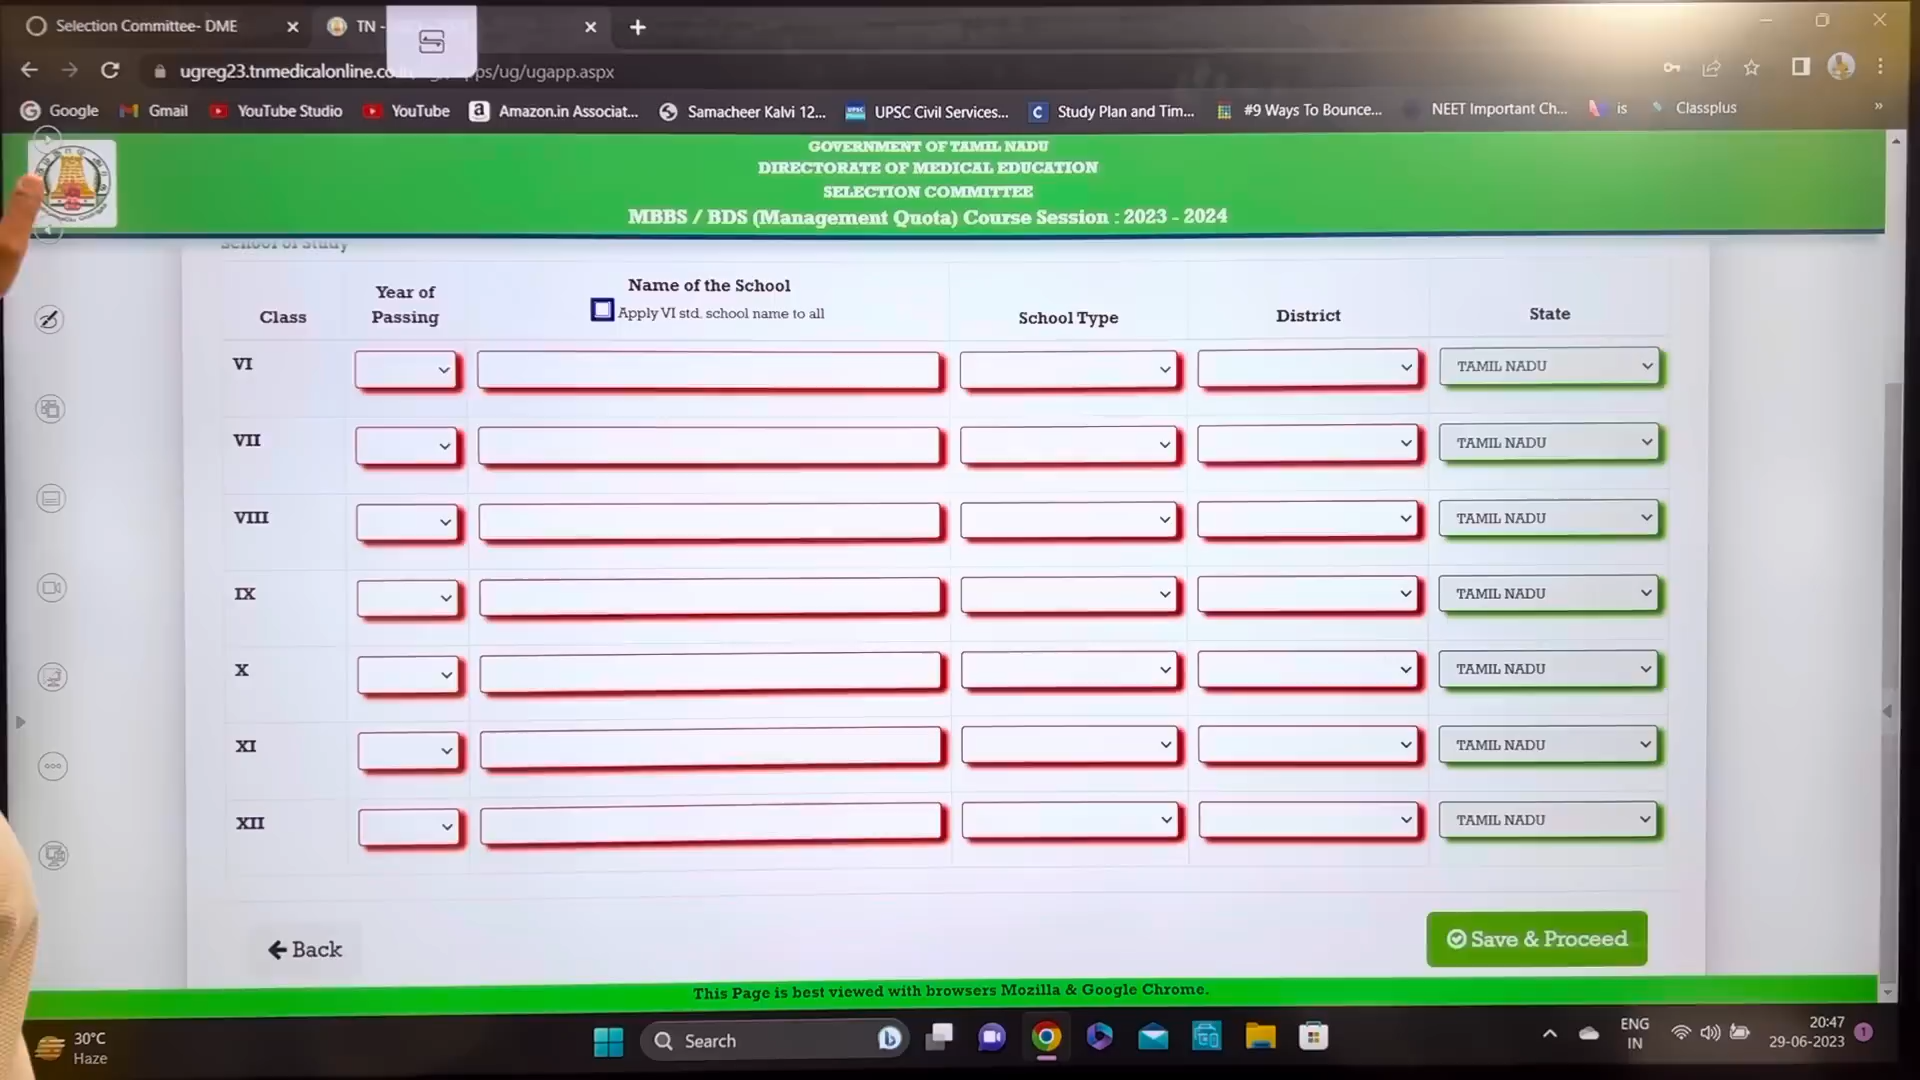 Selection Committee- DME
TN -
ugreg23.tnmedicalonline.co
ps/ug/ugapp.aspx
Google
Gmail
YouTube Studio
YouTube
Amazon.in Associat...
Samacheer Kalvi 12...
UPSC Civil Services...
Study Plan and Tim...
#9 Ways To Bounce...
NEET Important Ch...
is
Classplus
GOVERNMENT OF TAMIL NADU
DIRECTORATE OF MEDICAL EDUCATION
SELECTION COMMITTEE
MBBS / BDS (Management Quota) Course Session : 2023 - 2024
School of Study
Class
Year of
Passing
Name of the School
Apply VI std. school name to all
School Type
District
State
VI
TAMIL NADU
VII
TAMIL NADU
VIII
TAMIL NADU
IX
TAMIL NADU
X
TAMIL NADU
XI
TAMIL NADU
XII
TAMIL NADU
Back
Save & Proceed
This Page is best viewed with browsers Mozilla & Google Chrome.
30°C
Haze
Search
ENG
IN
20:47
29-06-2023
1